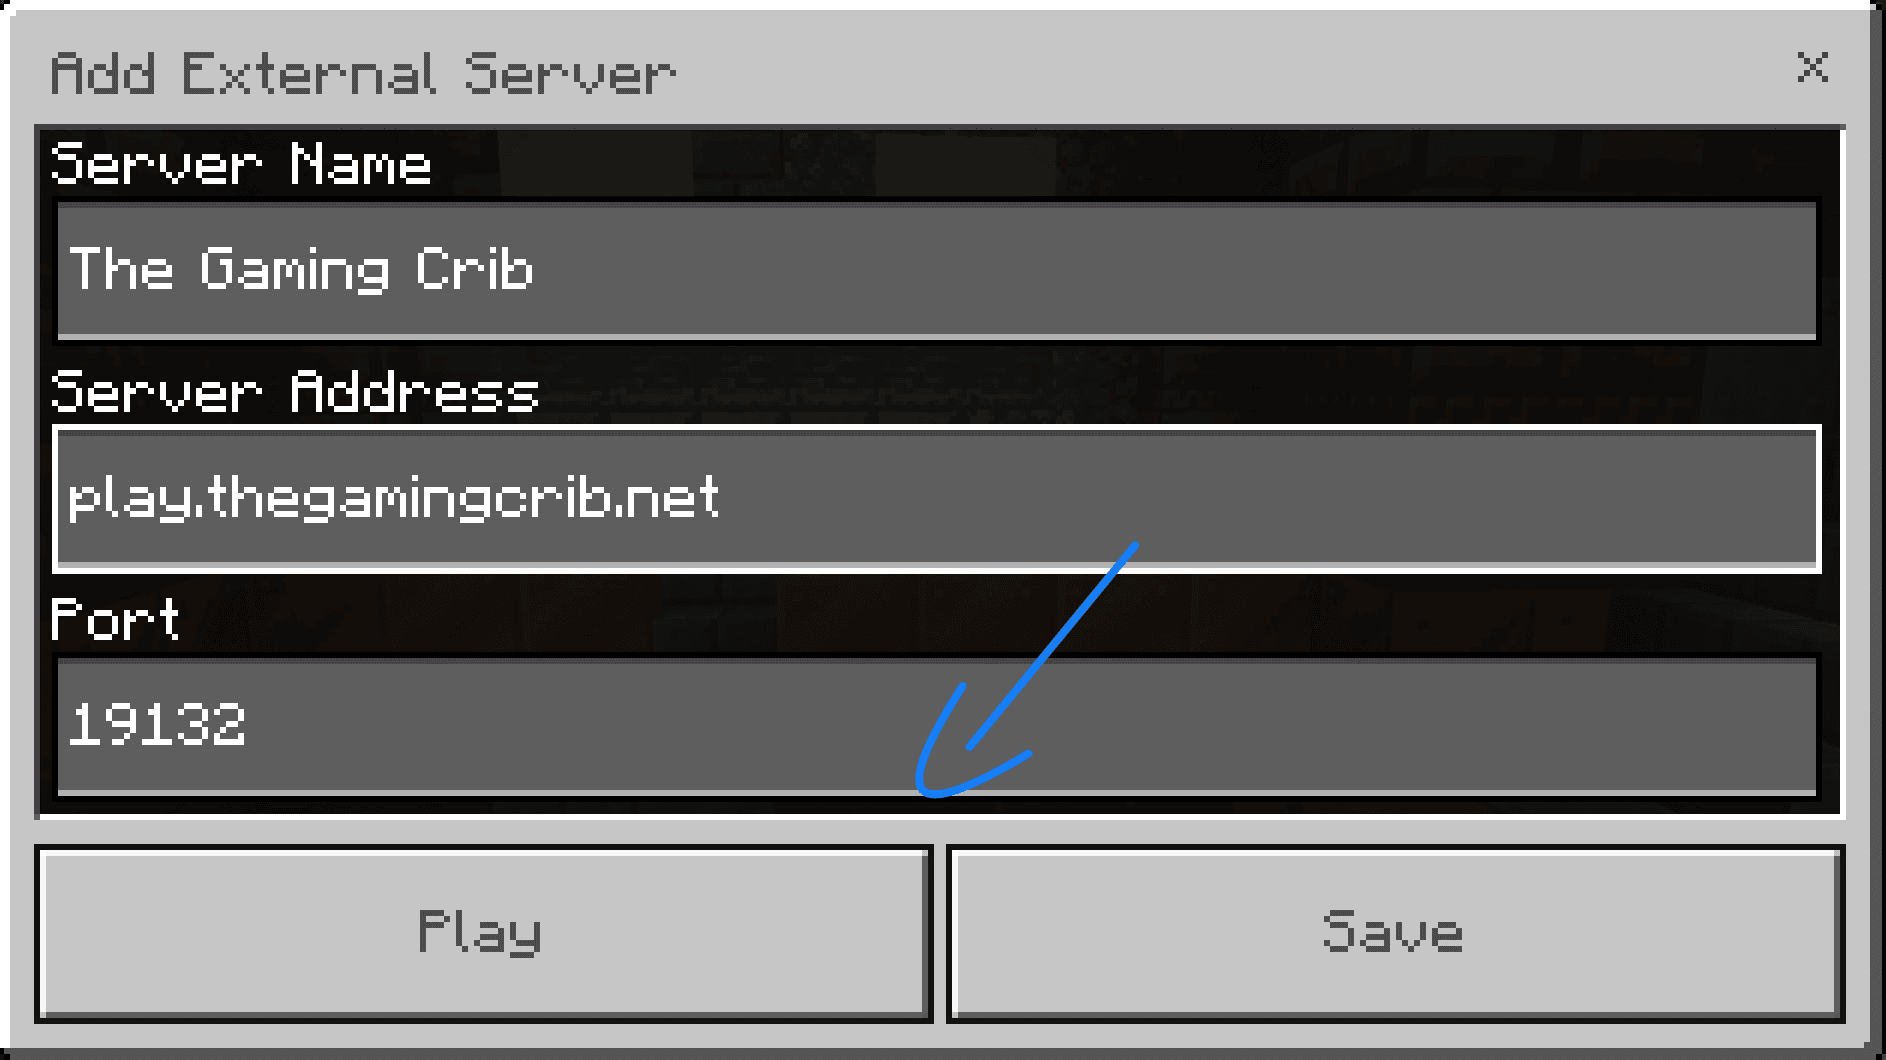 Add External Server
Server Name
The Gaming Crib
Server Address
play.thegamingcrib.net
Port
19132
Play
Save